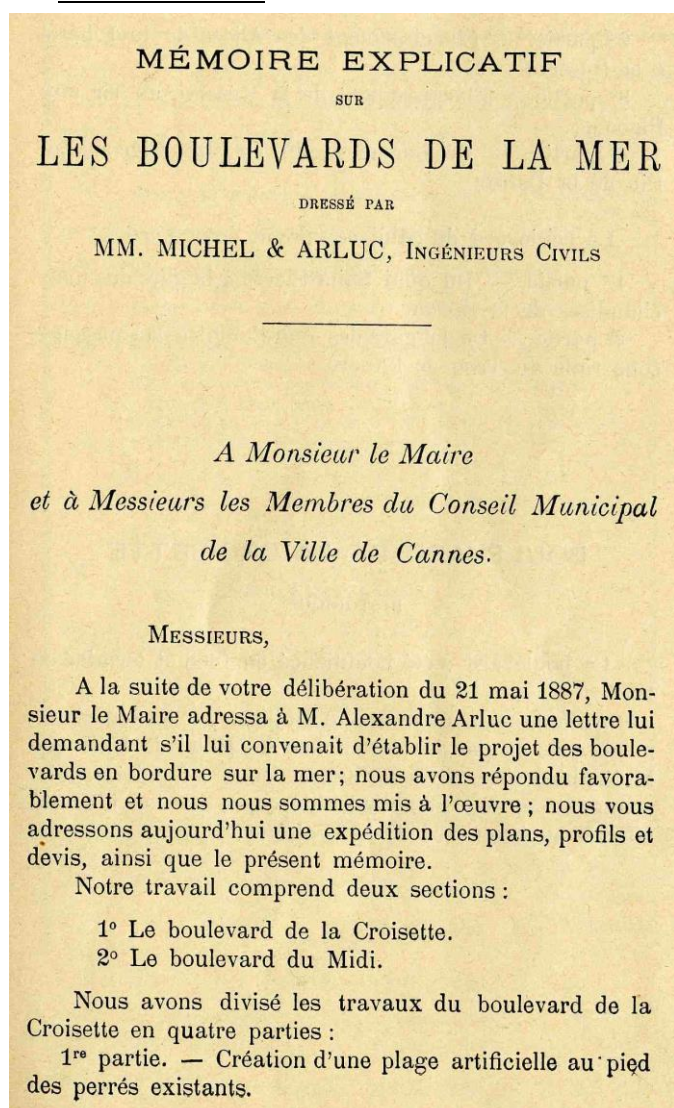 MÉMOIRE EXPLICATIF
SUR
LES BOULEVARDS DE LA MER
DRESSÉ PAR
MM. MICHEL & ARLUC, INGÉNIEURS CIVILS
A Monsieur le Maire
et à Messieurs les Membres du Conseil Municipal
de la Ville de Cannes.
MESSIEURS,
A la suite de votre délibération du 21 mai 1887, Mon-
sieur le Maire adressa à M. Alexandre Arluc une lettre lui
demandant s'il lui convenait d'établir le projet des boule-
vards en bordure sur la mer; nous avons répondu favora-
blement et nous nous sommes mis à l'œuvre ; nous vous
adressons aujourd'hui une expédition des plans, profils et
devis, ainsi que le présent mémoire.
Notre travail comprend deux sections :
1º Le boulevard de la Croisette.
2º Le boulevard du Midi.
Nous avons divisé les travaux du boulevard de la
Croisette en quatre parties :
1re partie. — Création d'une plage artificielle au pied
des perrés existants.